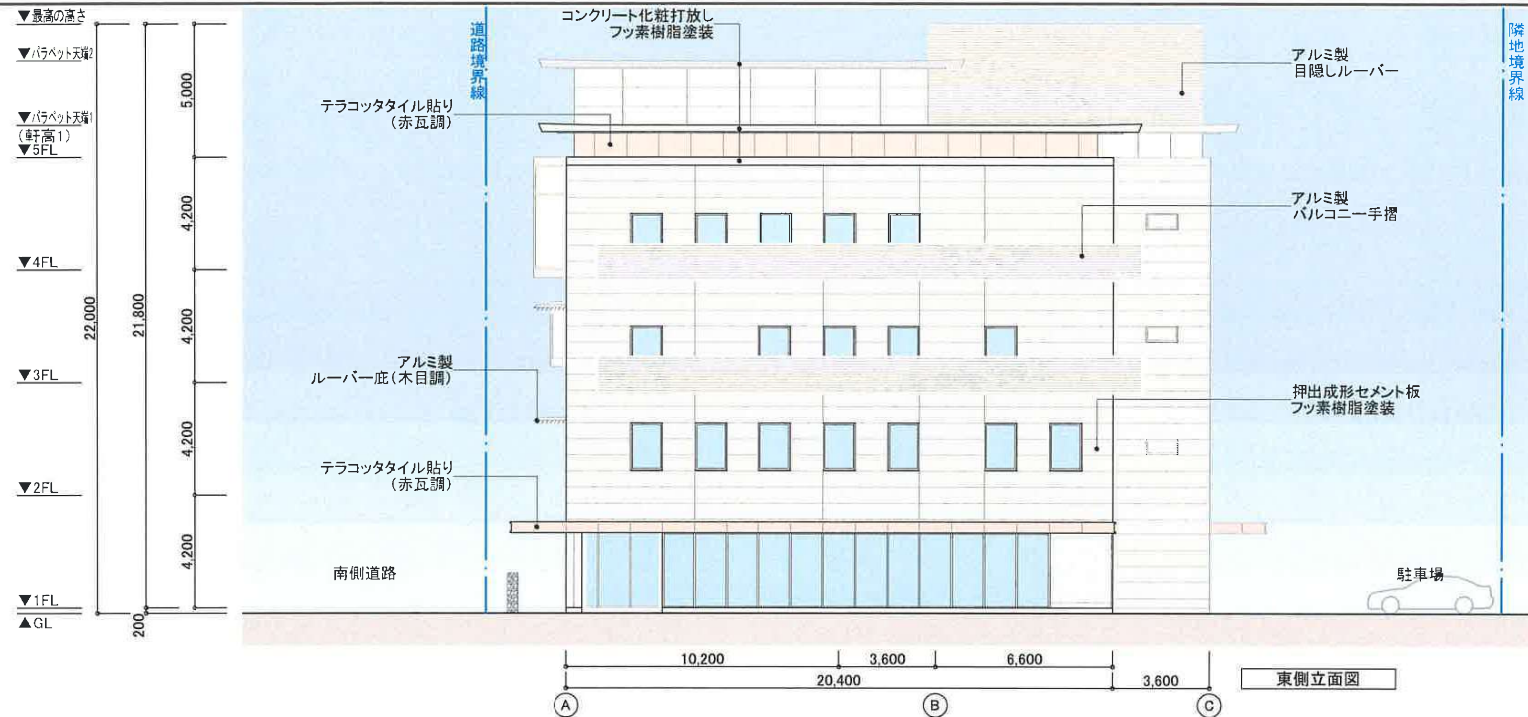 ▼最高の高さ
▼パラペット天端2
▼パラペット天端1
(軒高1)
▼5FL
▼4FL
▼3FL
▼2FL
▼1FL
▲GL
22,000
21,800
200
5,000
4,200
4,200
4,200
4,200
道路境界線
隣地境界線
コンクリート化粧打放し
フッ素樹脂塗装
テラコッタタイル貼り
(赤瓦調)
アルミ製
目隠しルーバー
アルミ製
バルコニー手摺
アルミ製
ルーバー庇(木目調)
押出成形セメント板
フッ素樹脂塗装
テラコッタタイル貼り
(赤瓦調)
南側道路
駐車場
10,200
3,600
6,600
20,400
3,600
A
B
C
東側立面図